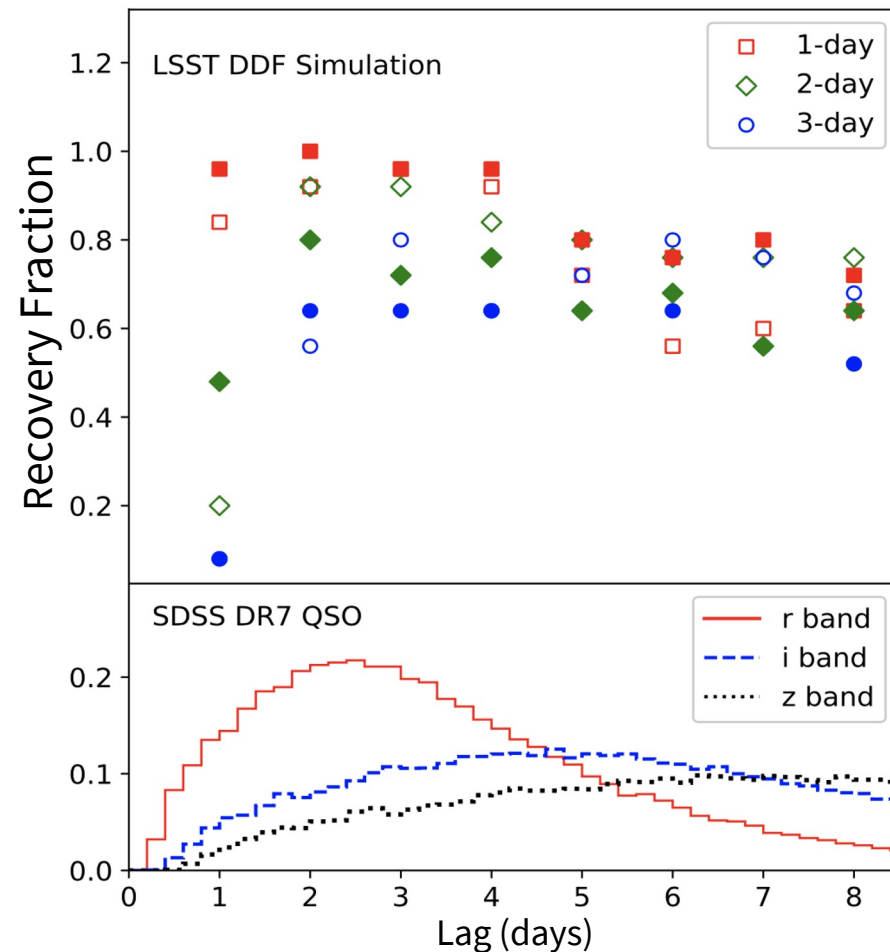 LSST DDF Simulation
1-day
2-day
3-day
1.2
1.0
0.8
0.6
0.4
0.2
Recovery Fraction
SDSS DR7 QSO
r band
i band
z band
0.2
0.1
0.0
0 1 2 3 4 5 6 7 8
Lag (days)